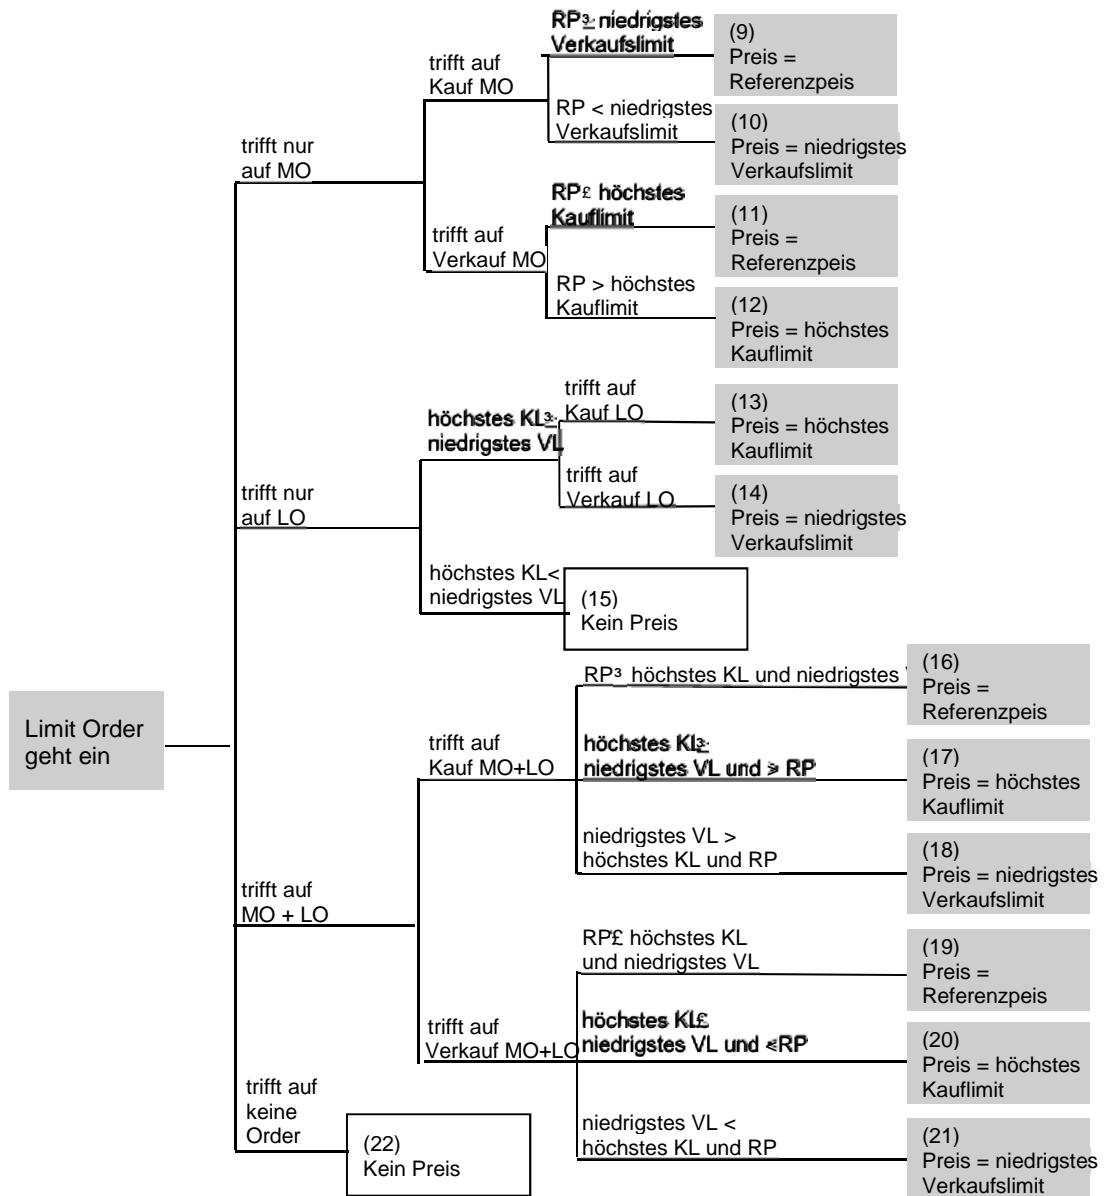 RP³ niedrigstes
Verkaufslimit
(9)
Preis =
Referenzpeis
trifft auf
Kauf MO
RP < niedrigstes
Verkaufslimit
(10)
Preis = niedrigstes
Verkaufslimit
trifft nur
auf MO
RP£ höchstes
Kauflimit
(11)
Preis =
Referenzpeis
trifft auf
Verkauf MO
RP > höchstes
Kauflimit
(12)
Preis = höchstes
Kauflimit
trifft auf
Kauf LO
(13)
Preis = höchstes
Kauflimit
höchstes KL³
niedrigstes VL
trifft auf
Verkauf LO
(14)
Preis = niedrigstes
Verkaufslimit
trifft nur
auf LO
höchstes KL<
niedrigstes VL
(15)
Kein Preis
RP³ höchstes KL und niedrigstes
(16)
Preis =
Referenzpeis
Limit Order
geht ein
trifft auf
Kauf MO+LO
höchstes KL³
niedrigstes VL und > RP
(17)
Preis = höchstes
Kauflimit
niedrigstes VL >
höchstes KL und RP
(18)
Preis = niedrigstes
Verkaufslimit
trifft auf
MO + LO
RP£ höchstes KL
und niedrigstes VL
(19)
Preis =
Referenzpeis
trifft auf
Verkauf MO+LO
höchstes KL£
niedrigstes VL und <RP
(20)
Preis = höchstes
Kauflimit
niedrigstes VL <
höchstes KL und RP
(21)
Preis = niedrigstes
Verkaufslimit
trifft auf
keine
Order
(22)
Kein Preis